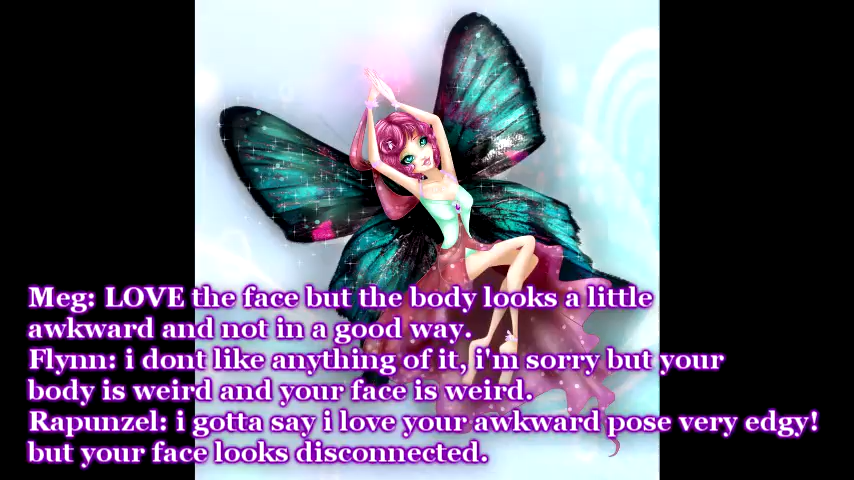 Meg: LOVE the face but the body looks a little
awkward and not in a good way.
Flynn: i dont like anything of it, i'm sorry but your
body is weird and your face is weird.
Rapunzel: i gotta say i love your awkward pose very edgy!
but your face looks disconnected.